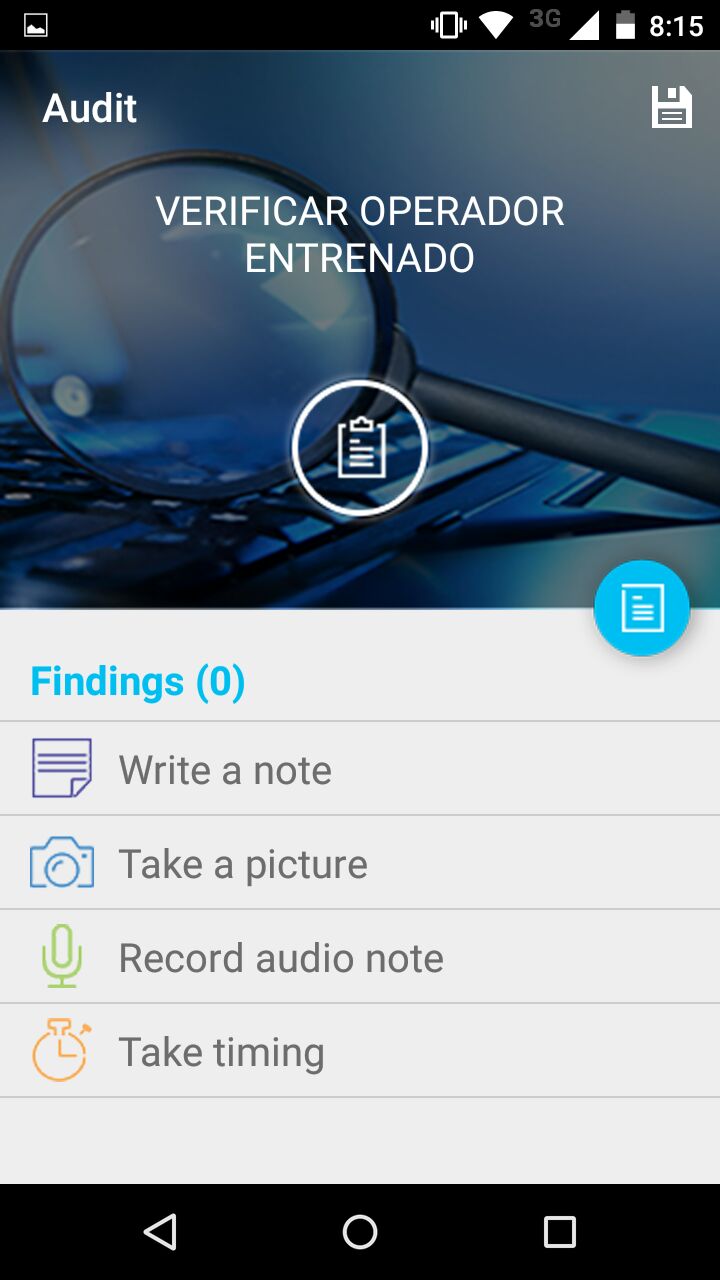 3G 8:15
Audit
VERIFICAR OPERADOR
ENTRENADO
Findings (0)
Write a note
Take a picture
Record audio note
Take timing